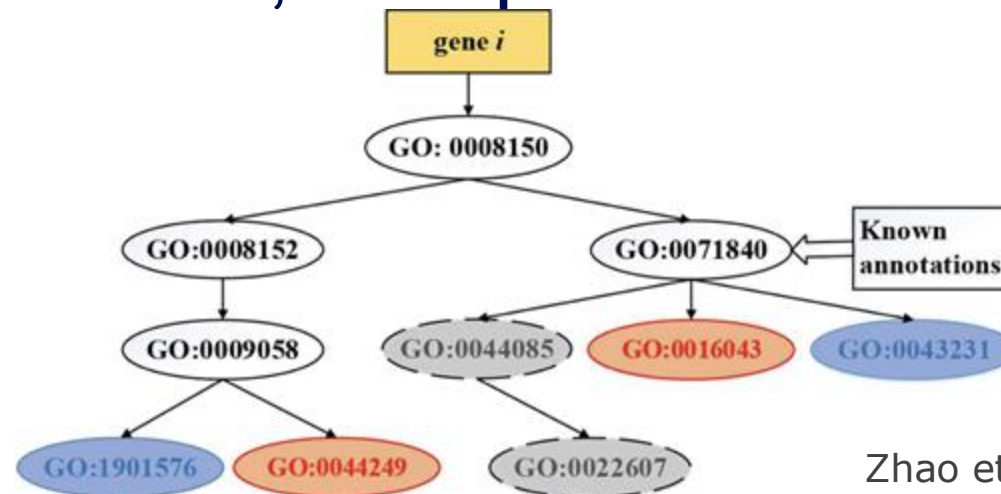 gene i
GO: 0008150
GO:0008152
GO:0071840
Known
annotations
GO:0009058
GO:0044085
GO:0016043
GO:0043231
GO:1901576
GO:0044249
GO:0022607
Zhao et